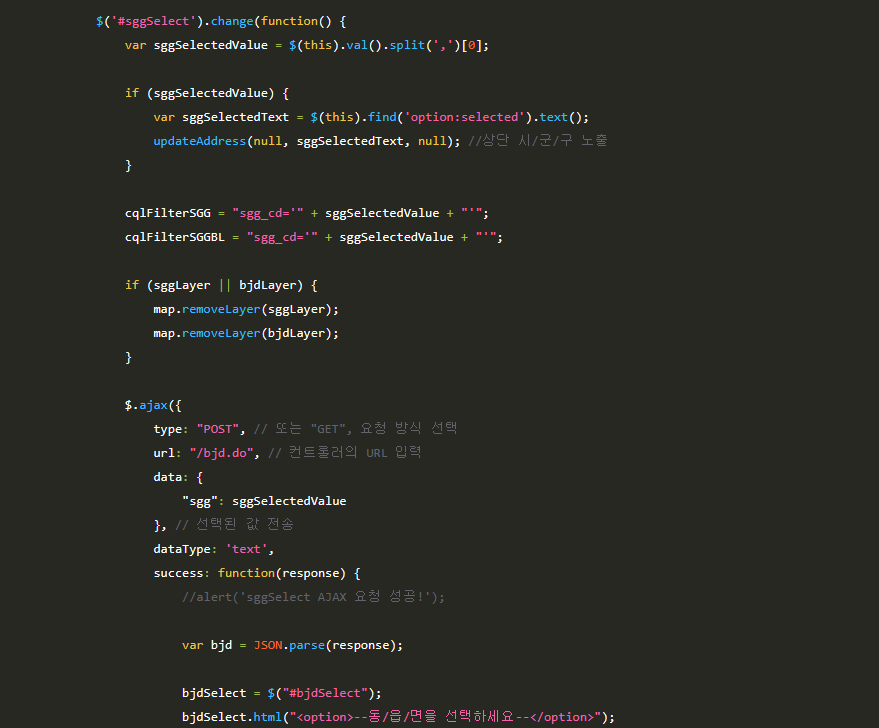 $('#sggSelect').change(function() {
var sggSelectedValue = $(this).val().split(',')[0];
if (sggSelectedValue) {
var sggSelectedText = $(this).find('option:selected').text();
updateAddress(null, sggSelectedText, null); //상단 시/군/구 노출
}
cqlFilterSGG = "sgg_cd='" + sggSelectedValue + "'";
cqlFilterSGGBL = "sgg_cd='" + sggSelectedValue + "'";
if (sggLayer || bjdLayer) {
map.removeLayer(sggLayer);
map.removeLayer(bjdLayer);
}
$.ajax({
type: "POST", // 또는 "GET", 요청 방식 선택
url: "/bjd.do", // 컨트롤러의 URL 입력
data: {
"sgg": sggSelectedValue
}, // 선택된 값 전송
dataType: 'text',
success: function(response) {
//alert('sggSelect AJAX 요청 성공!');
var bjd = JSON.parse(response);
bjdSelect = $("#bjdSelect");
bjdSelect.html("<option>--동/읍/면을 선택하세요--</option>");